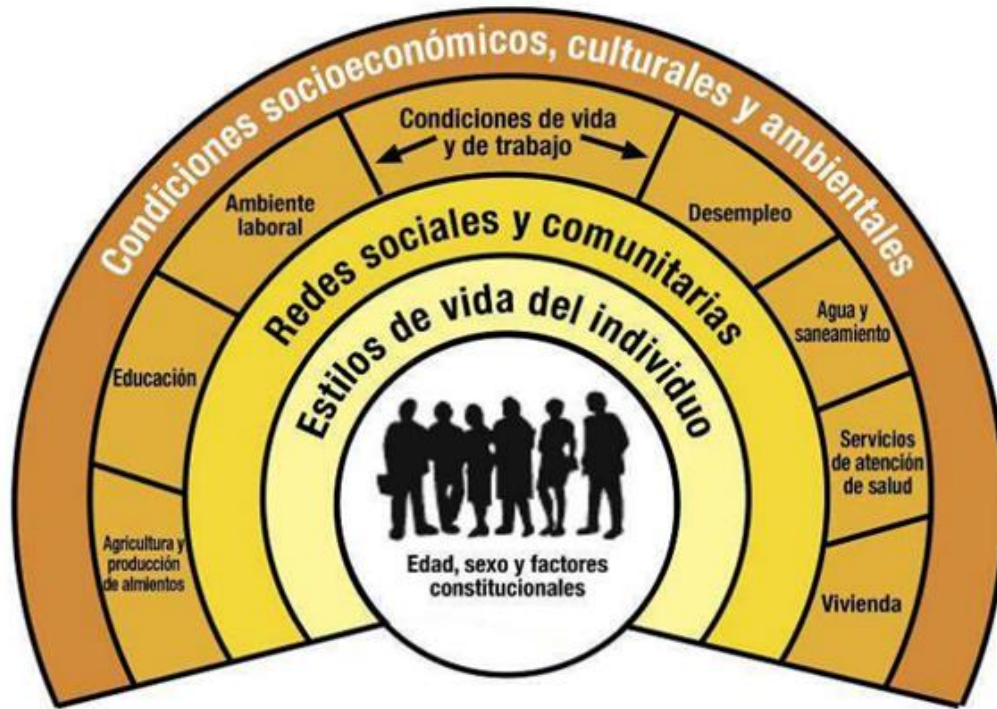 Condiciones socioeconómicos, culturales y ambientales
Condiciones de vida
y de trabajo
Ambiente
laboral
Desempleo
Redes sociales y comunitarias
Agua y
saneamiento
Estilos de vida del individuo
Educación
Servicios
de atención
de salud
Agricultura y
producción
de almientos
Edad, sexo y factores
constitucionales
Vivienda